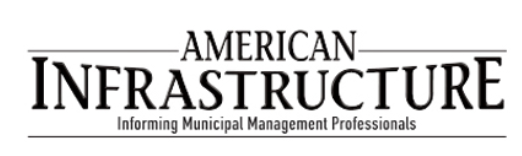 AMERICAN
INFRASTRUCTURE
Informing Municipal Management Professionals